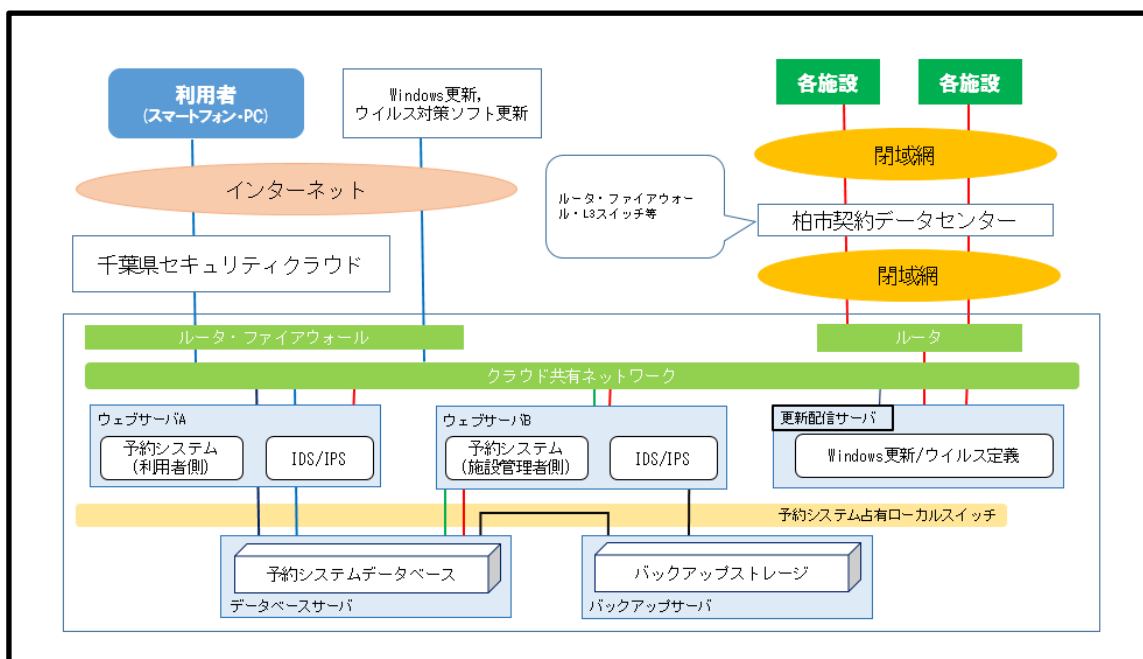 利用者
(スマートフォン・PC)
Windows更新,
ウイルス対策ソフト更新
各施設
各施設
閉域網
インターネット
ルータ・ファイアウォー
ル・L3スイッチ等
柏市契約データセンター
千葉県セキュリティクラウド
閉域網
ルータ・ファイアウォール
ルータ
クラウド共有ネットワーク
ウェブサーバA
予約システム
(利用者側)
IDS/IPS
ウェブサーバB
予約システム
(施設管理者側)
IDS/IPS
更新配信サーバ
Windows更新/ウイルス定義
予約システム占有ローカルスイッチ
予約システムデータベース
データベースサーバ
バックアップストレージ
バックアップサーバ